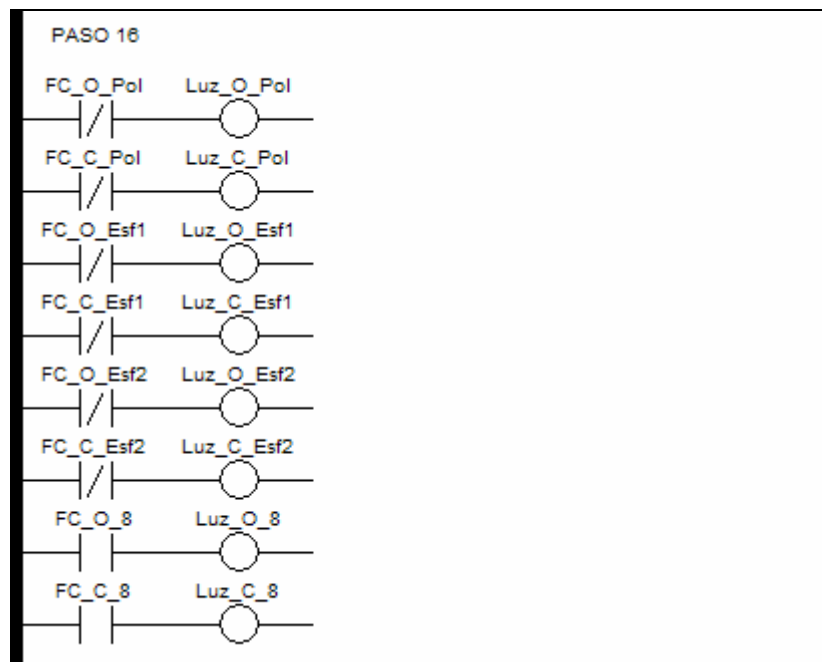 PASO 16
FC_O_Pol Luz_O_Pol
FC_C_Pol Luz_C_Pol
FC_O_Esf1 Luz_O_Esf1
FC_C_Esf1 Luz_C_Esf1
FC_O_Esf2 Luz_O_Esf2
FC_C_Esf2 Luz_C_Esf2
FC_O_8 Luz_O_8
FC_C_8 Luz_C_8